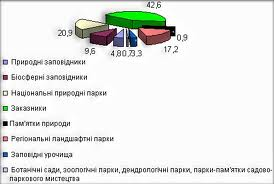 42,6
20,9
9,6
4,8
0,7
3,3
17,2
0,9
Природні заповідники
Біосферні заповідники
Національні природні парки
Заказники
Пам'ятки природи
Регіональні ландшафтні парки
Заповідні урочища
Ботанічні сади, зоологічні парки, дендрологічні парки, парки-пам'ятки садово-
паркового мистецтва